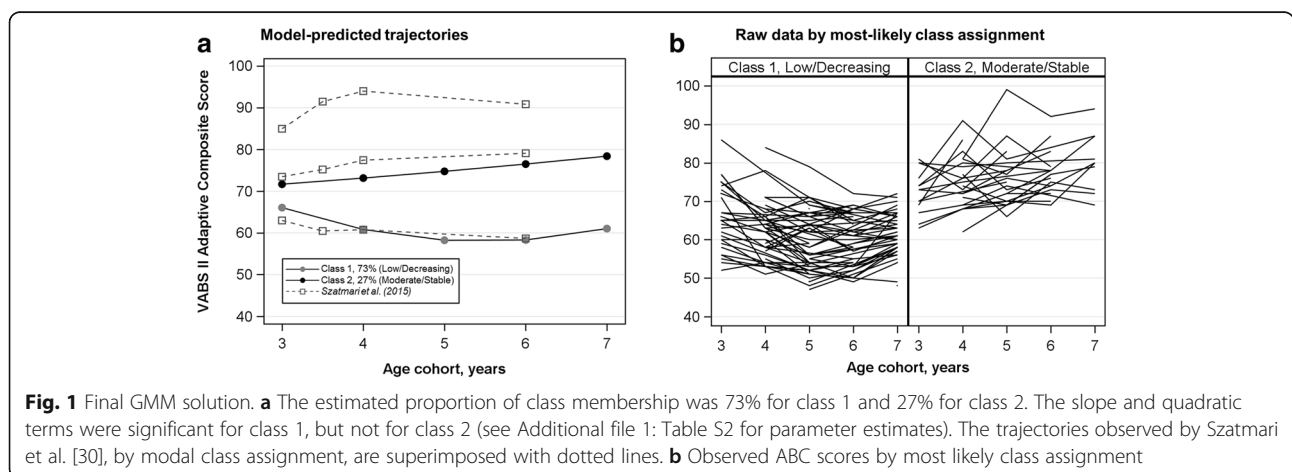 a Model-predicted trajectories
VABS II Adaptive Composite Score
100
90
80
70
60
50
40
Class 1, 73% (Low/Decreasing)
Class 2, 27% (Moderate/Stable)
Szatmari et al. (2015)
3 4 5 6 7
Age cohort, years
b Raw data by most-likely class assignment
Class 1, Low/Decreasing Class 2, Moderate/Stable
100
90
80
70
60
50
40
3 4 5 6 7 3 4 5 6 7
Age cohort, years
Fig. 1 Final GMM solution. a The estimated proportion of class membership was 73% for class 1 and 27% for class 2. The slope and quadratic
terms were significant for class 1, but not for class 2 (see Additional file 1: Table S2 for parameter estimates). The trajectories observed by Szatmari
et al. [30], by modal class assignment, are superimposed with dotted lines. b Observed ABC scores by most likely class assignment